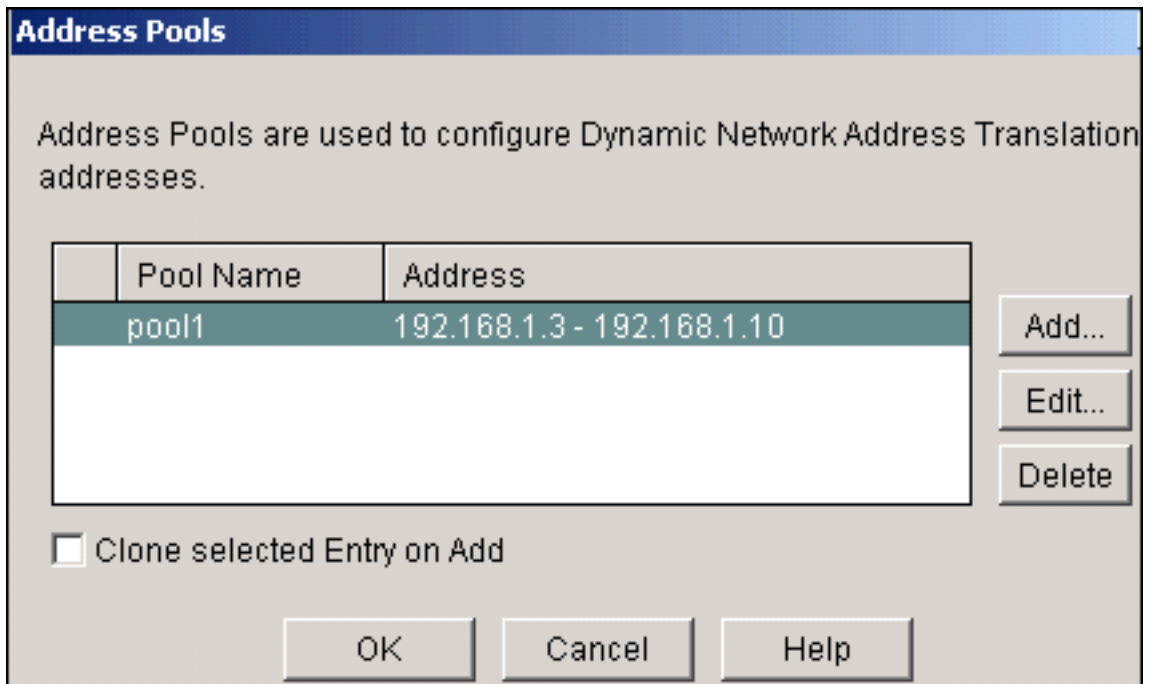 Address Pools
Address Pools are used to configure Dynamic Network Address Translation
addresses.
Pool Name Address
pool1 192.168.1.3 - 192.168.1.10
Add...
Edit...
Delete
Clone selected Entry on Add
OK Cancel Help